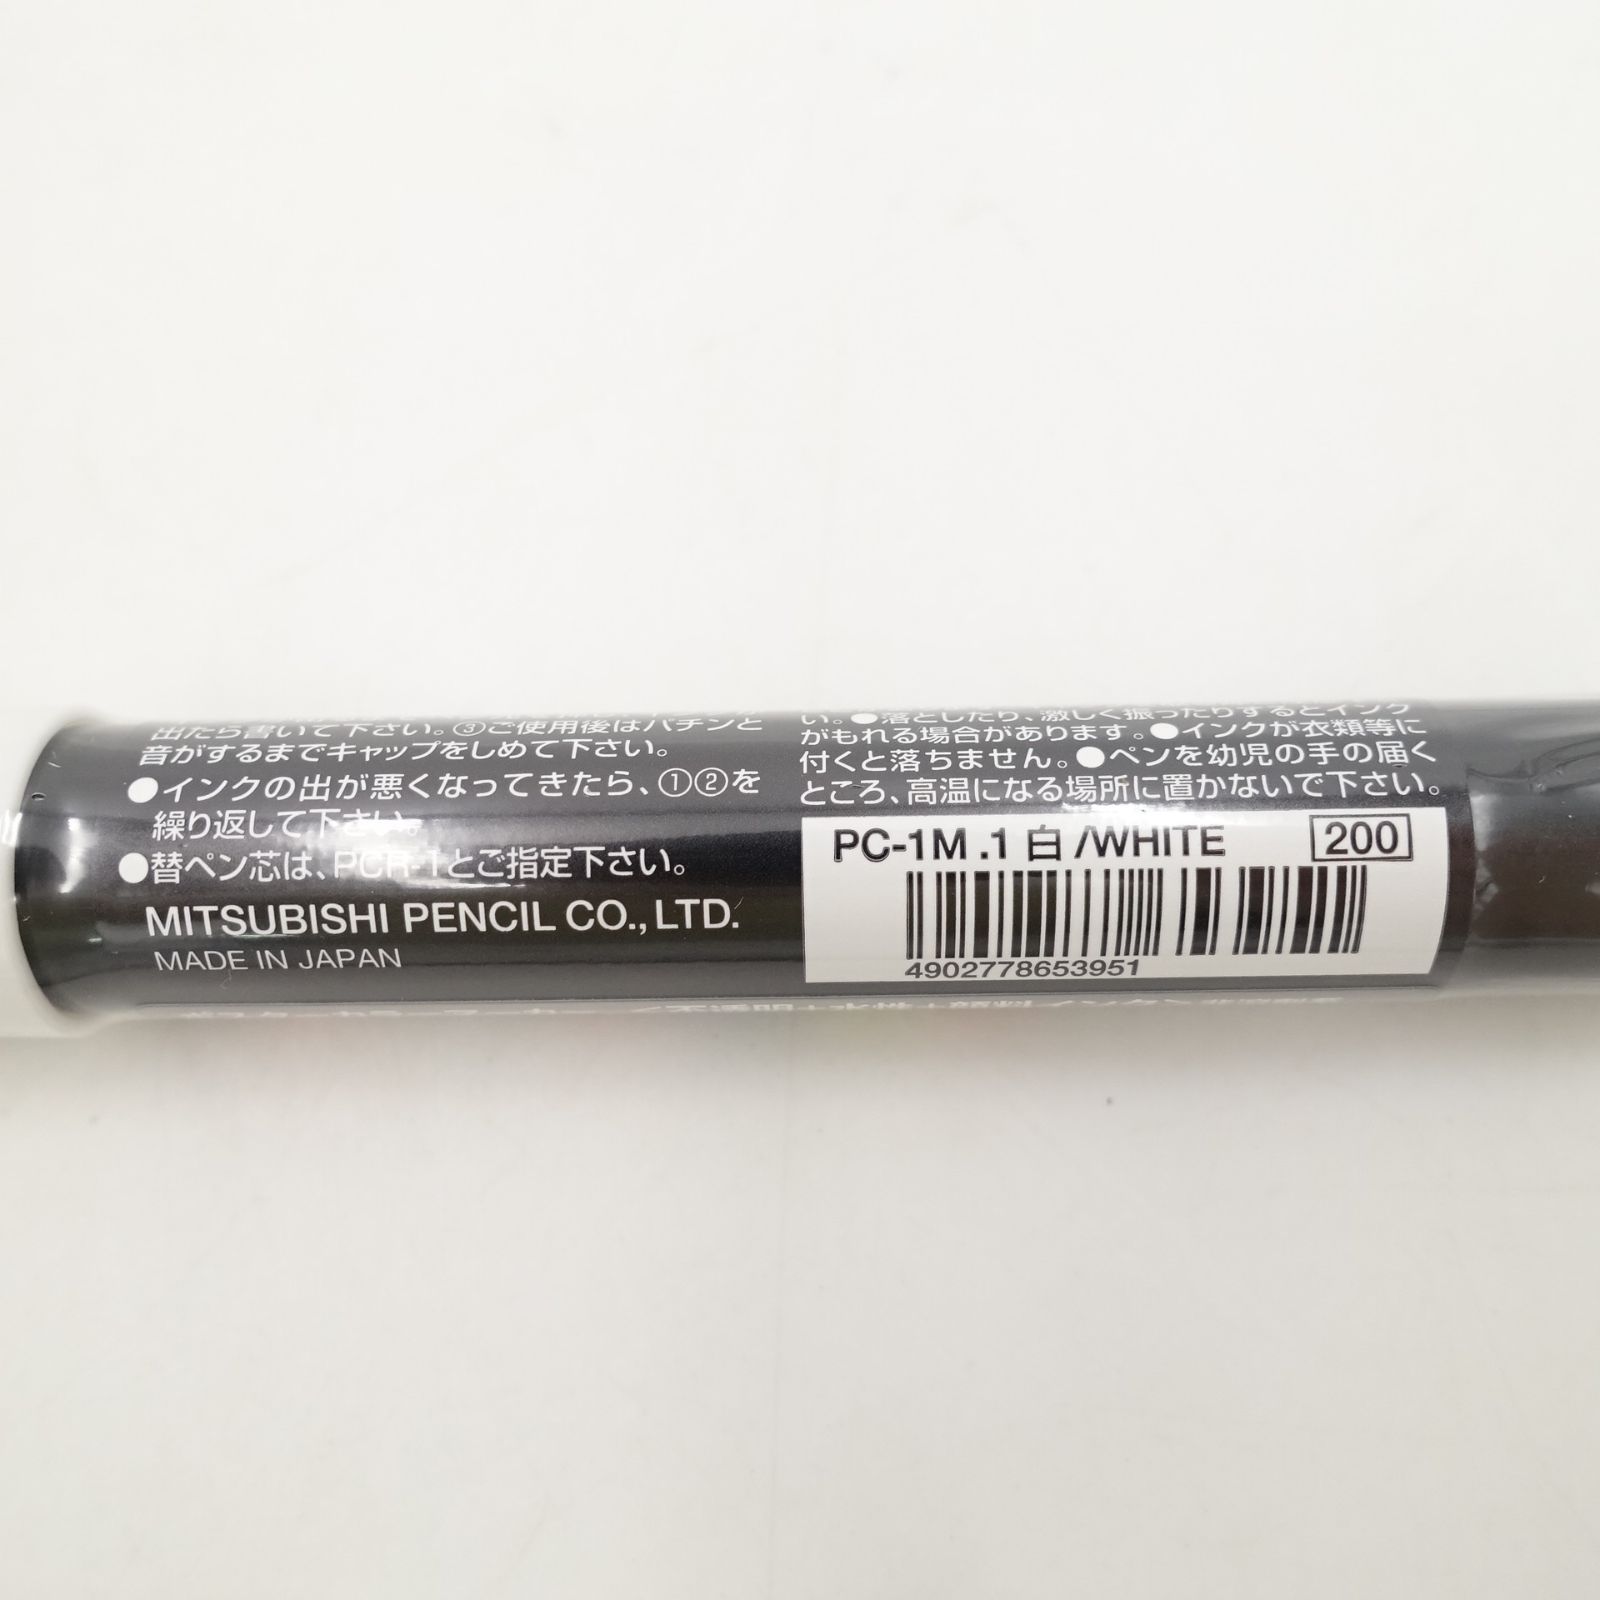 出たら書いて下さい。③ご使用後はパチンと
音がするまでキャップをしめて下さい。
●インクの出が悪くなってきたら、①②を
繰り返して下さい。
●替ペン芯は、PCR-1とご指定下さい。
MITSUBISHI PENCIL CO., LTD.
MADE IN JAPAN
い。●落としたり、激しく振ったりするとインク
がもれる場合があります。●インクが衣類等に
付くと落ちません。●ペンを幼児の手の届く
ところ、高温になる場所に置かないで下さい。
PC-1M .1 白 /WHITE 200
4902778653951